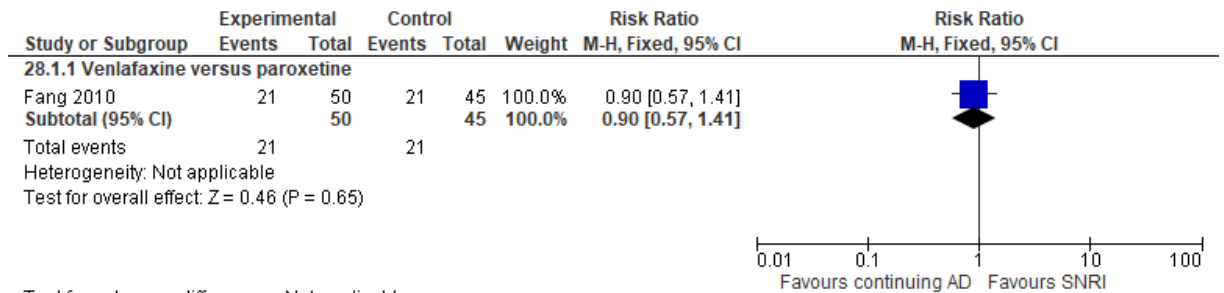 Experimental Control Risk Ratio Risk Ratio
Study or Subgroup Events Total Events Total Weight M-H, Fixed, 95% CI M-H, Fixed, 95% CI
28.1.1 Venlafaxine versus paroxetine
Fang 2010 21 50 21 45 100.0% 0.90 [0.57, 1.41]
Subtotal (95% CI) 50 45 100.0% 0.90 [0.57, 1.41]
Total events 21 21
Heterogeneity: Not applicable
Test for overall effect: Z = 0.46 (P = 0.65)
0.01 0.1 1 10 100
Favours continuing AD Favours SNRI